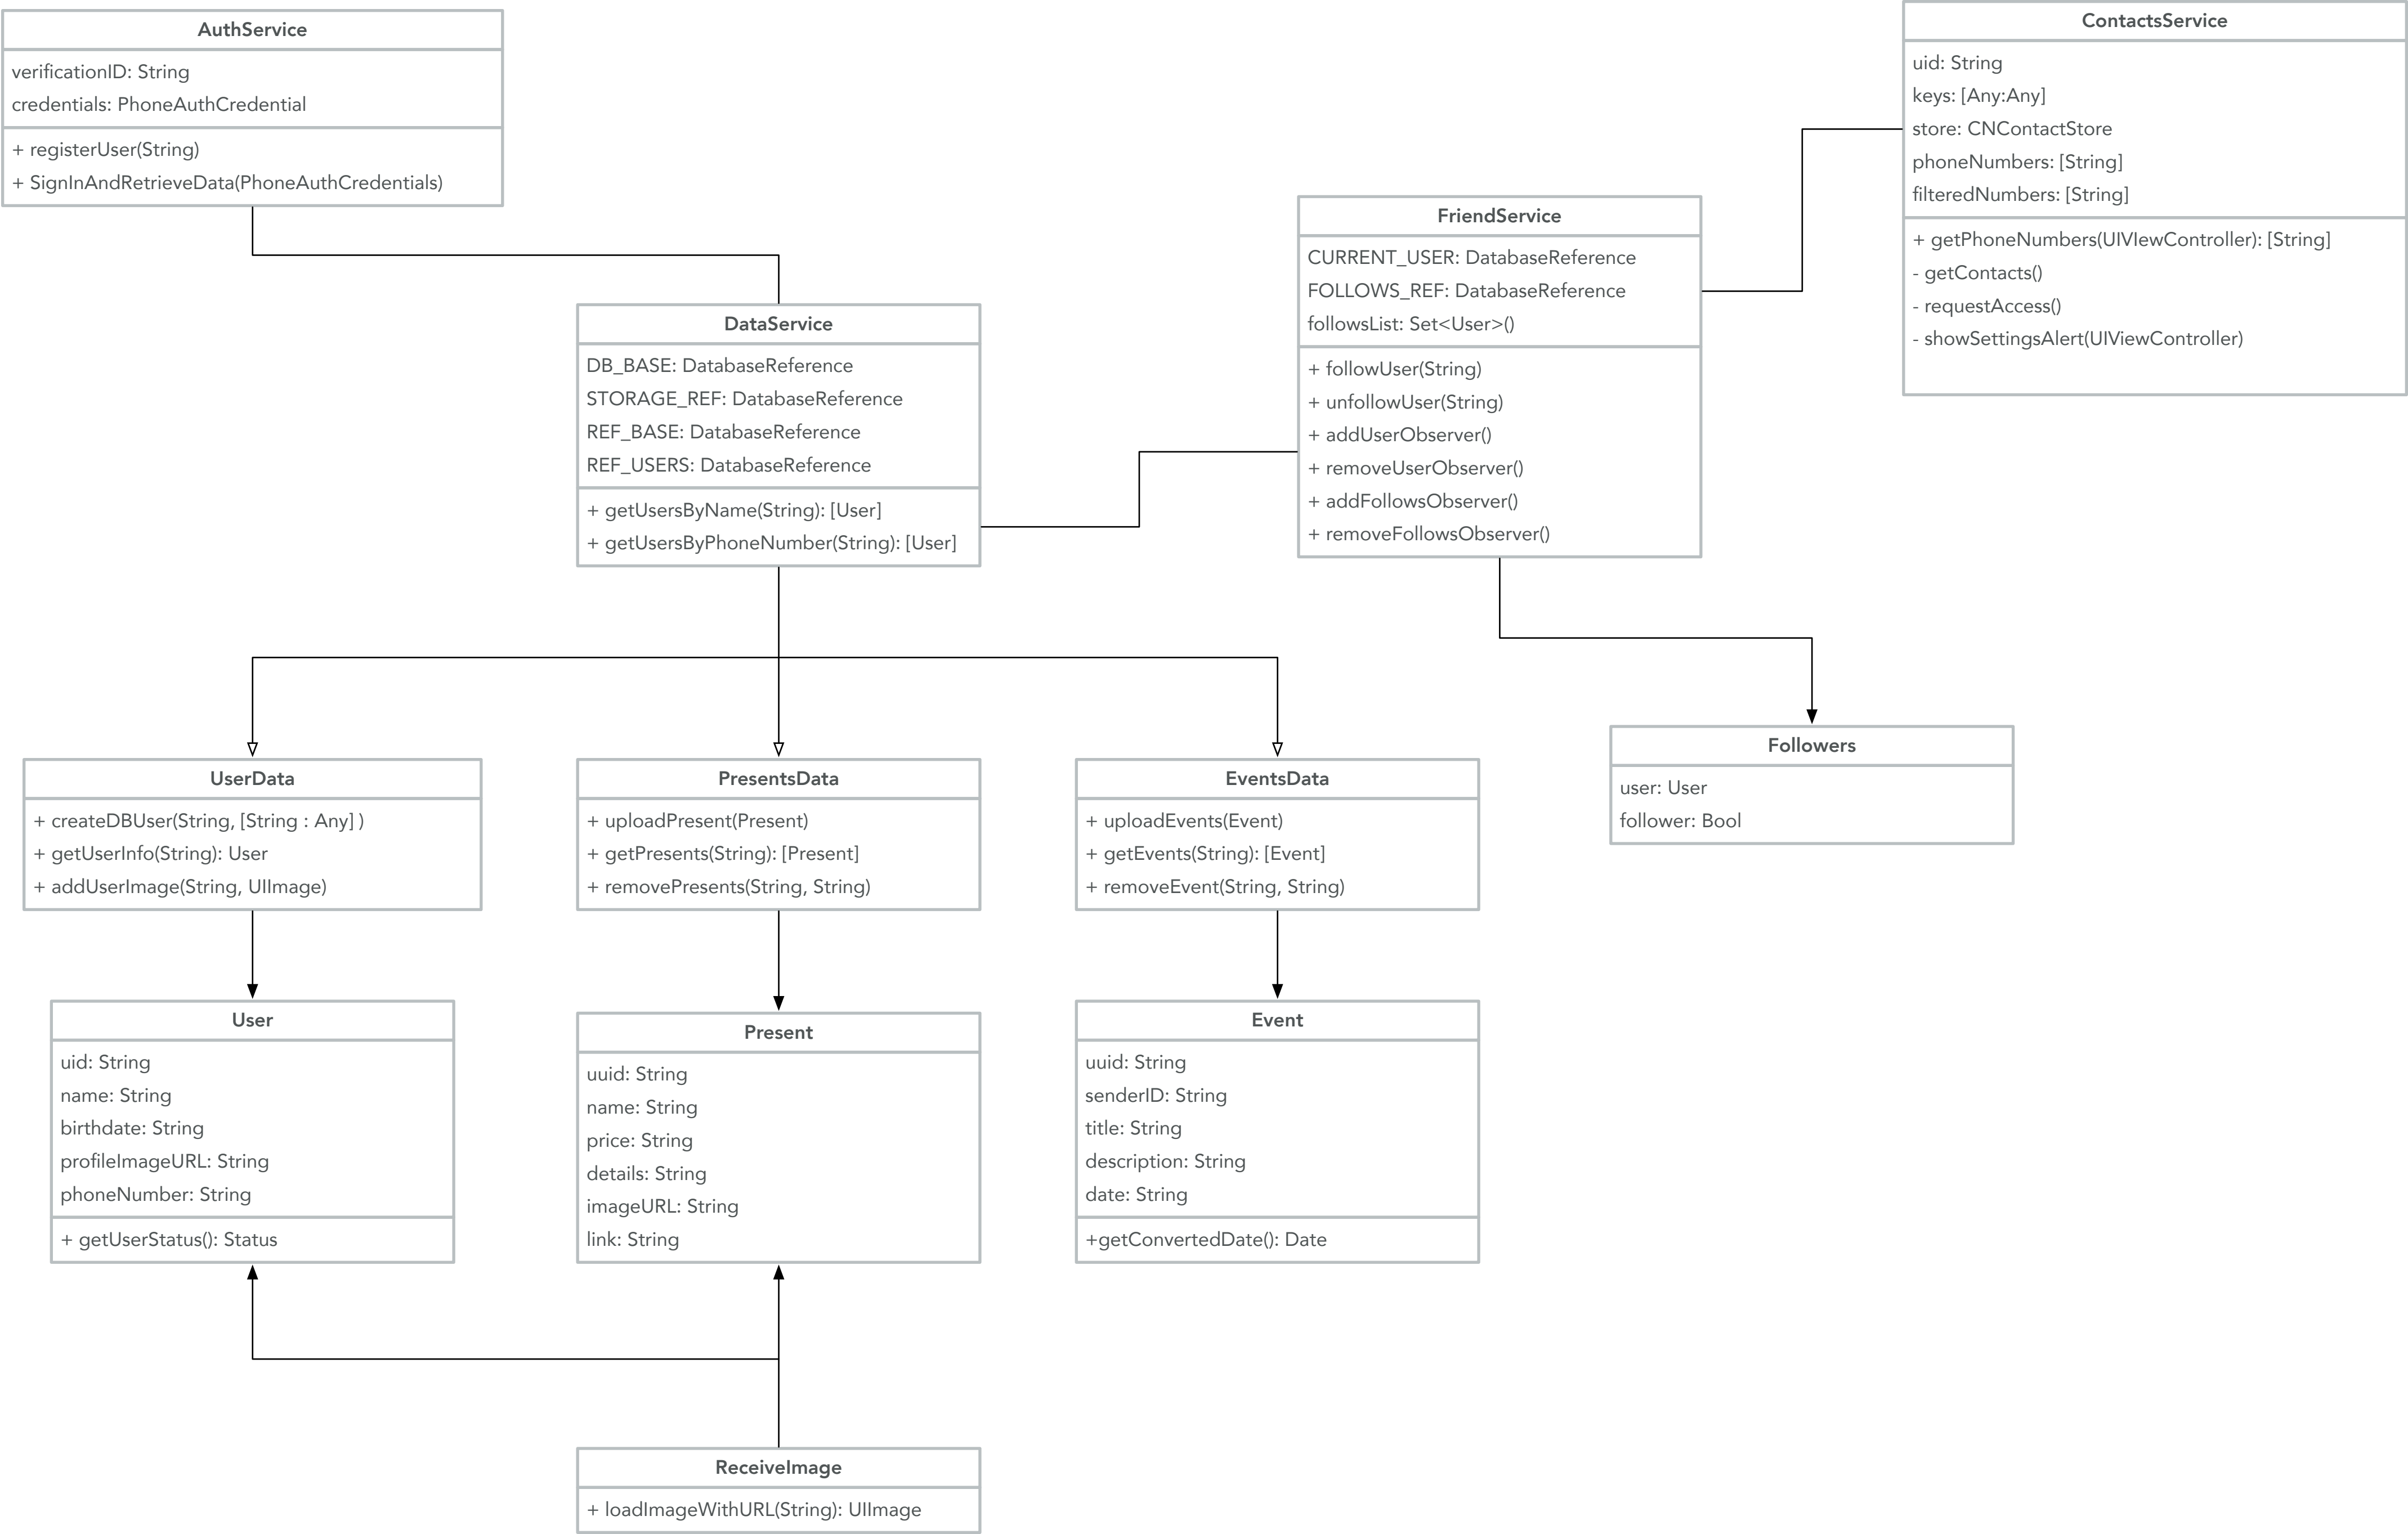 AuthService
verificationID: String
credentials: PhoneAuthCredential
+ registerUser(String)
+ SignInAndRetrieveData(PhoneAuthCredentials)
ContactsService
uid: String
keys: [Any:Any]
store: CNContactStore
phoneNumbers: [String]
filteredNumbers: [String]
+ getPhoneNumbers(UIVIewController): [String]
- getContacts()
- requestAccess()
- showSettingsAlert(UIViewController)
FriendService
CURRENT_USER: DatabaseReference
FOLLOWS_REF: DatabaseReference
followsList: Set<User>()
+ followUser(String)
+ unfollowUser(String)
+ addUserObserver()
+ removeUserObserver()
+ addFollowsObserver()
+ removeFollowsObserver()
DataService
DB_BASE: DatabaseReference
STORAGE_REF: DatabaseReference
REF_BASE: DatabaseReference
REF_USERS: DatabaseReference
+ getUsersByName(String): [User]
+ getUsersByPhoneNumber(String): [User]
Followers
user: User
follower: Bool
UserData
+ createDBUser(String, [String : Any] )
+ getUserInfo(String): User
+ addUserImage(String, UIImage)
PresentsData
+ uploadPresent(Present)
+ getPresents(String): [Present]
+ removePresents(String, String)
EventsData
+ uploadEvents(Event)
+ getEvents(String): [Event]
+ removeEvent(String, String)
User
uid: String
name: String
birthdate: String
profileImageURL: String
phoneNumber: String
+ getUserStatus(): Status
Present
uuid: String
name: String
price: String
details: String
imageURL: String
link: String
Event
uuid: String
senderID: String
title: String
description: String
date: String
+getConvertedDate(): Date
ReceiveImage
+ loadImageWithURL(String): UIImage